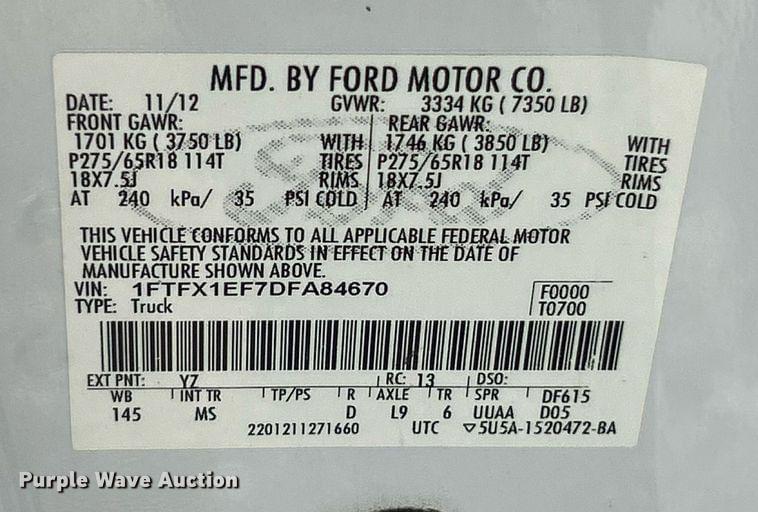 MFD. BY FORD MOTOR CO.
DATE: 11/12 GVWR: 3334 KG ( 7350 LB)
FRONT GAWR: REAR GAWR:
1701 KG ( 3750 LB) WITH 1746 KG ( 3850 LB) WITH
P275/65R18 114T TIRES P275/65R18 114T TIRES
18X7.5J RIMS 18X7.5J RIMS
AT 240 kPa/ 35 PSI COLD AT 240 kPa/ 35 PSI COLD
THIS VEHICLE CONFORMS TO ALL APPLICABLE FEDERAL MOTOR
VEHICLE SAFETY STANDARDS IN EFFECT ON THE DATE OF
MANUFACTURE SHOWN ABOVE.
VIN: 1FTFX1EF7DFA84670 F0000
TYPE: Truck T0700
EXT PNT: YZ RC: 13 DSO:
WB INT TR TP/PS R AXLE TR SPR DF615
145 MS D L9 6 UUAA D05
2201211271660 UTC ▽5U5A-1520472-BA
Purple Wave Auction